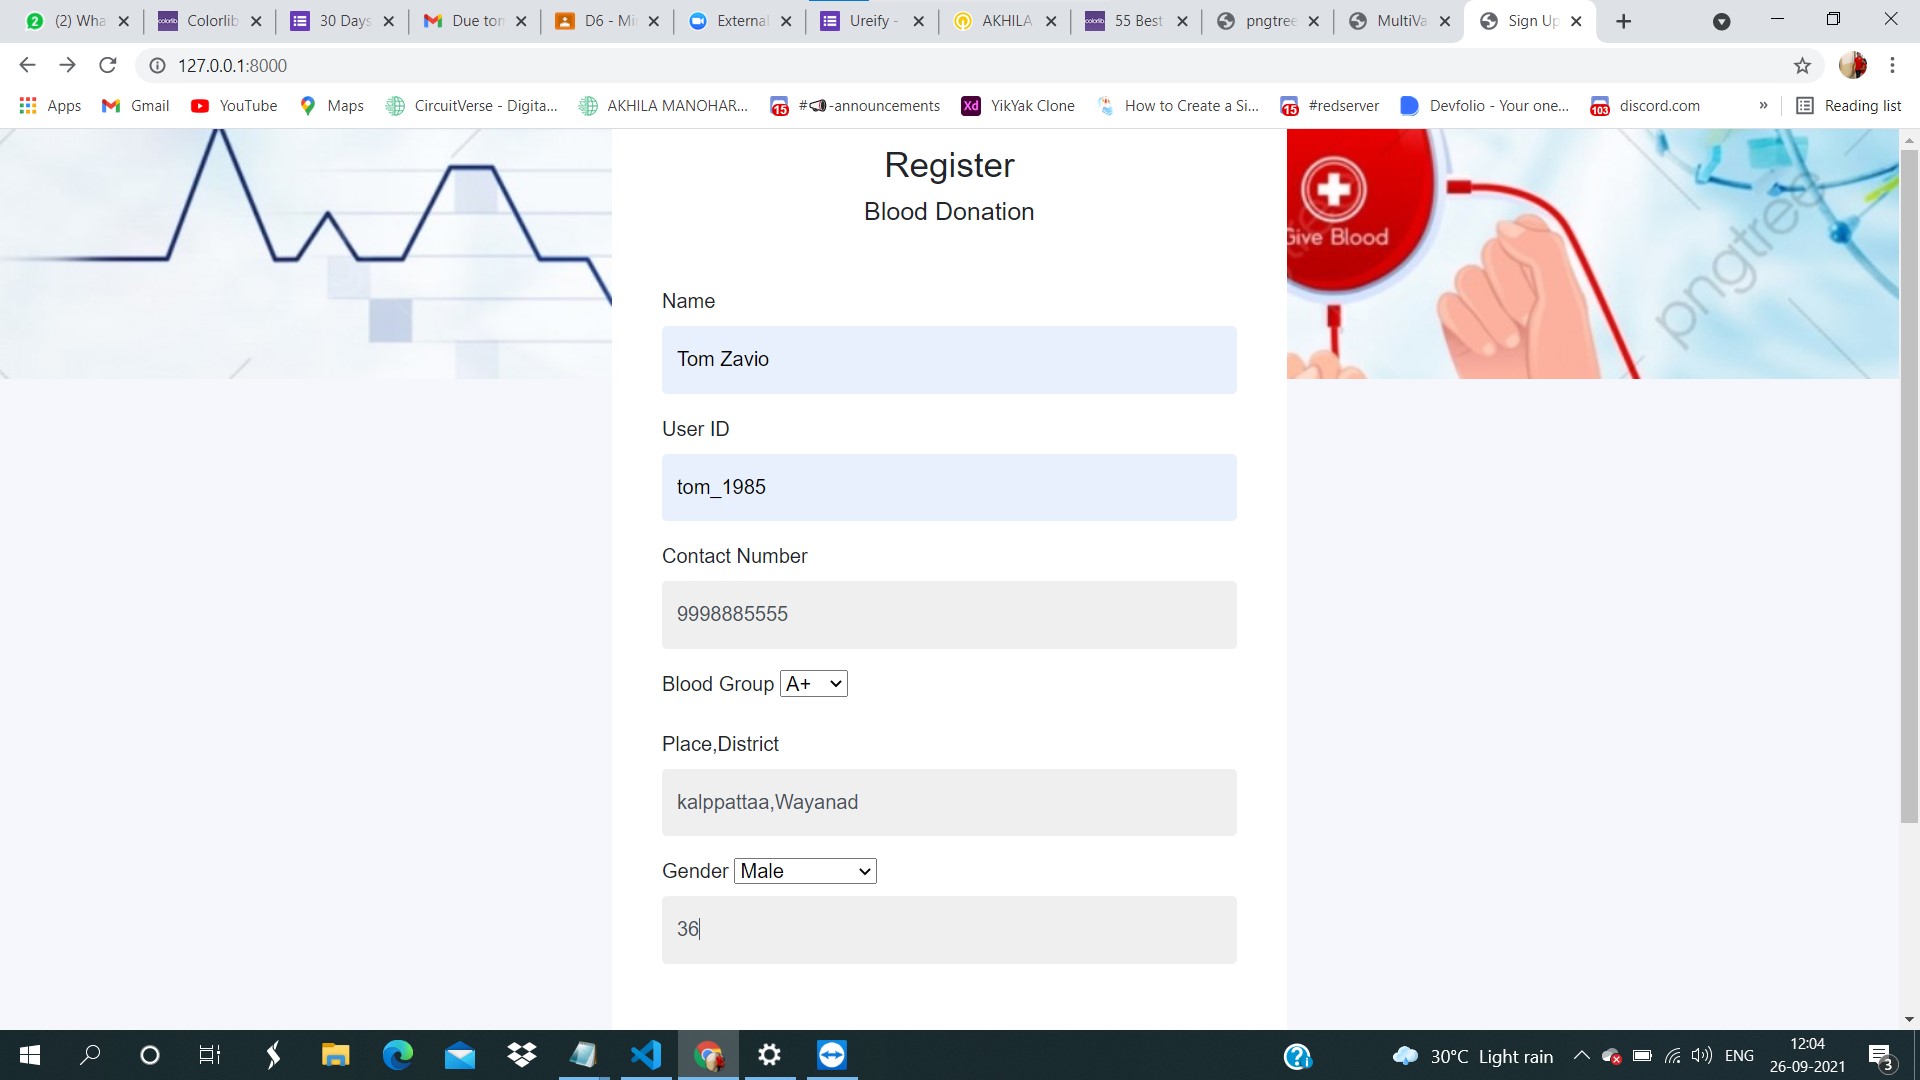 (2) Wha
Colorlib
30 Days
Due ton
D6 - Mi
External
Ureify -
AKHILA
55 Best
pngtree
MultiVa
Sign Up
127.0.0.1:8000
Apps
Gmail
YouTube
Maps
CircuitVerse - Digita...
AKHILA MANOHAR...
#📢-announcements
YikYak Clone
How to Create a Si...
#redserver
Devfolio - Your one...
discord.com
»
Reading list
Register
Blood Donation
Give Blood
pngtree
Name
Tom Zavio
User ID
tom_1985
Contact Number
9998885555
Blood Group A+
Place,District
kalppattaa,Wayanad
Gender Male
36
30°C Light rain
ENG
12:04
26-09-2021
3